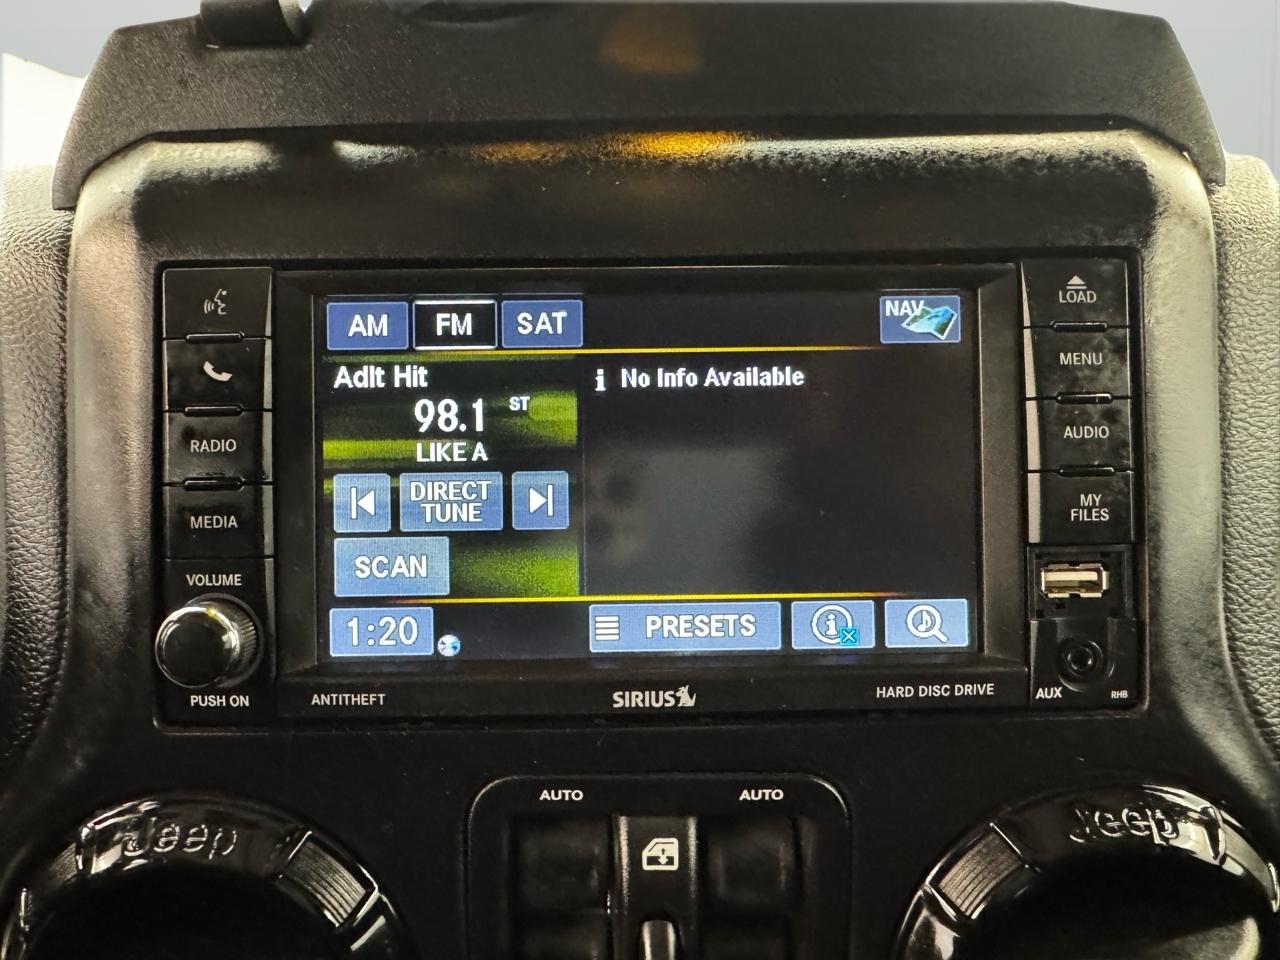 LOAD
AM FM SAT NAV
MENU
Adlt Hit
i No Info Available
98.1 ST
LIKE A
AUDIO
RADIO
DIRECT
TUNE
MY
FILES
MEDIA
SCAN
VOLUME
1:20 PRESETS i
PUSH ON
ANTITHEFT
SIRIUS
HARD DISC DRIVE
AUX
RHB
AUTO AUTO
Jeep
Jeep